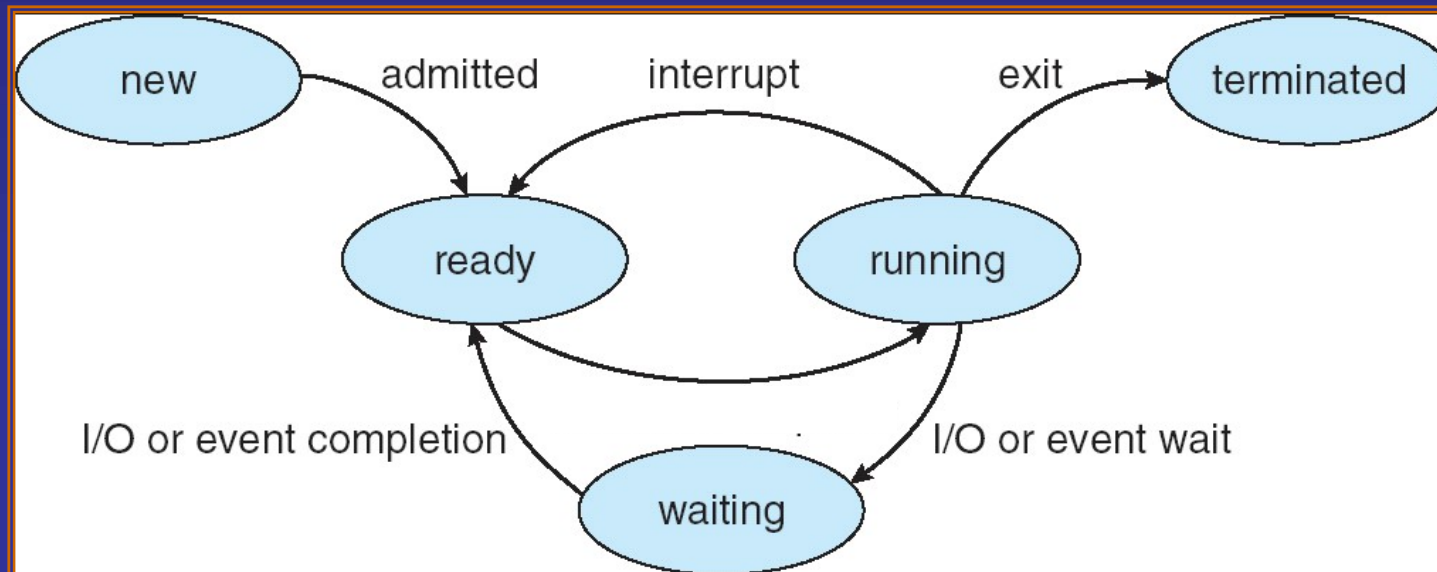 new
admitted
interrupt
exit
terminated
ready
running
I/O or event completion
I/O or event wait
waiting